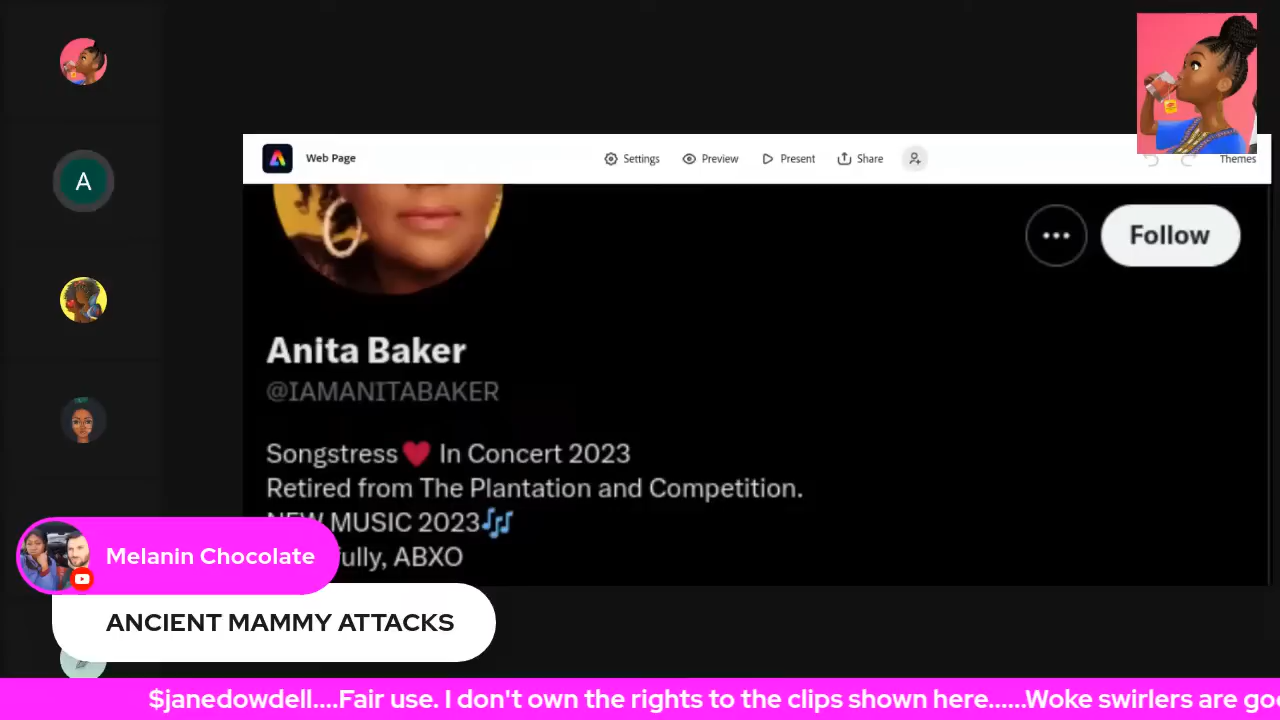 Web Page
Settings
Preview
Present
Share
Themes
A
Follow
Anita Baker
@IAMANITABAKER
Songstress❤️ In Concert 2023
Retired from The Plantation and Competition.
NEW MUSIC 2023🎶
ABXO
Melanin Chocolate
ANCIENT MAMMY ATTACKS
$janedowdell....Fair use. I don't own the rights to the clips shown here......Woke swirlers are